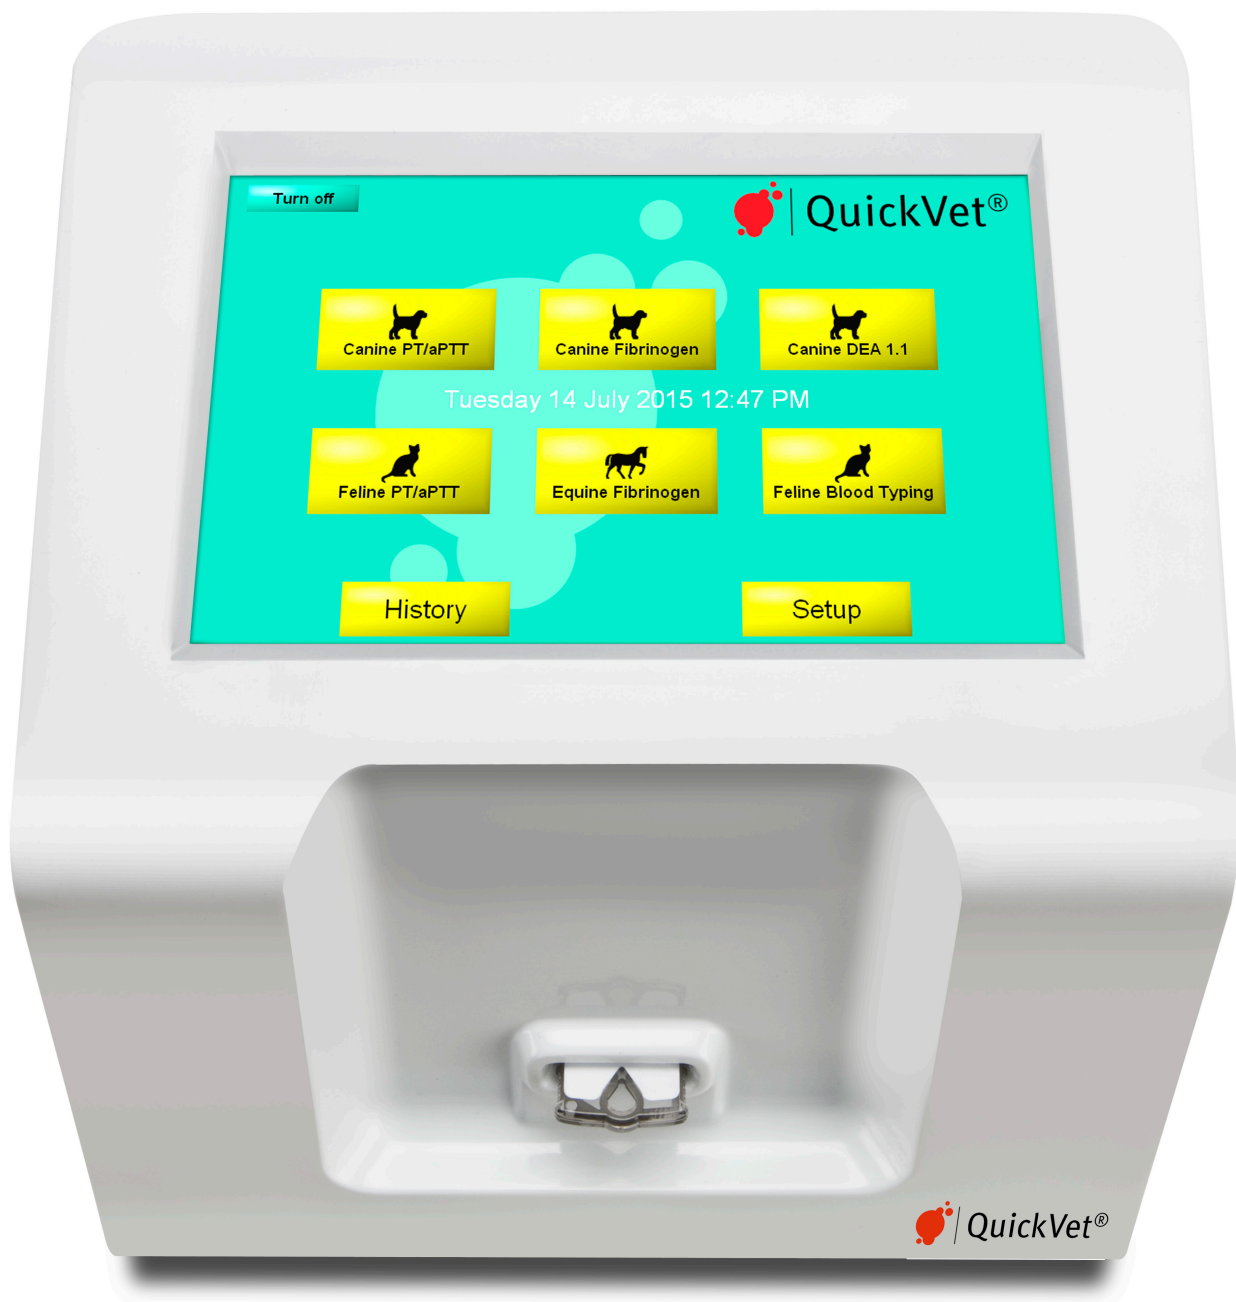 Turn off
QuickVet®
Canine PT/aPTT
Canine Fibrinogen
Canine DEA 1.1
Tuesday 14 July 2015 12:47 PM
Feline PT/aPTT
Equine Fibrinogen
Feline Blood Typing
History
Setup
QuickVet®